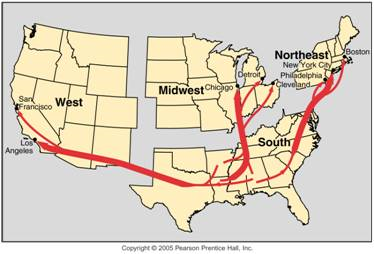 Northeast
Boston
New York City
Detroit
Philadelphia
Cleveland
Midwest
Chicago
West
San
Francisco
South
Los
Angeles
Copyright © 2005 Pearson Prentice Hall, Inc.